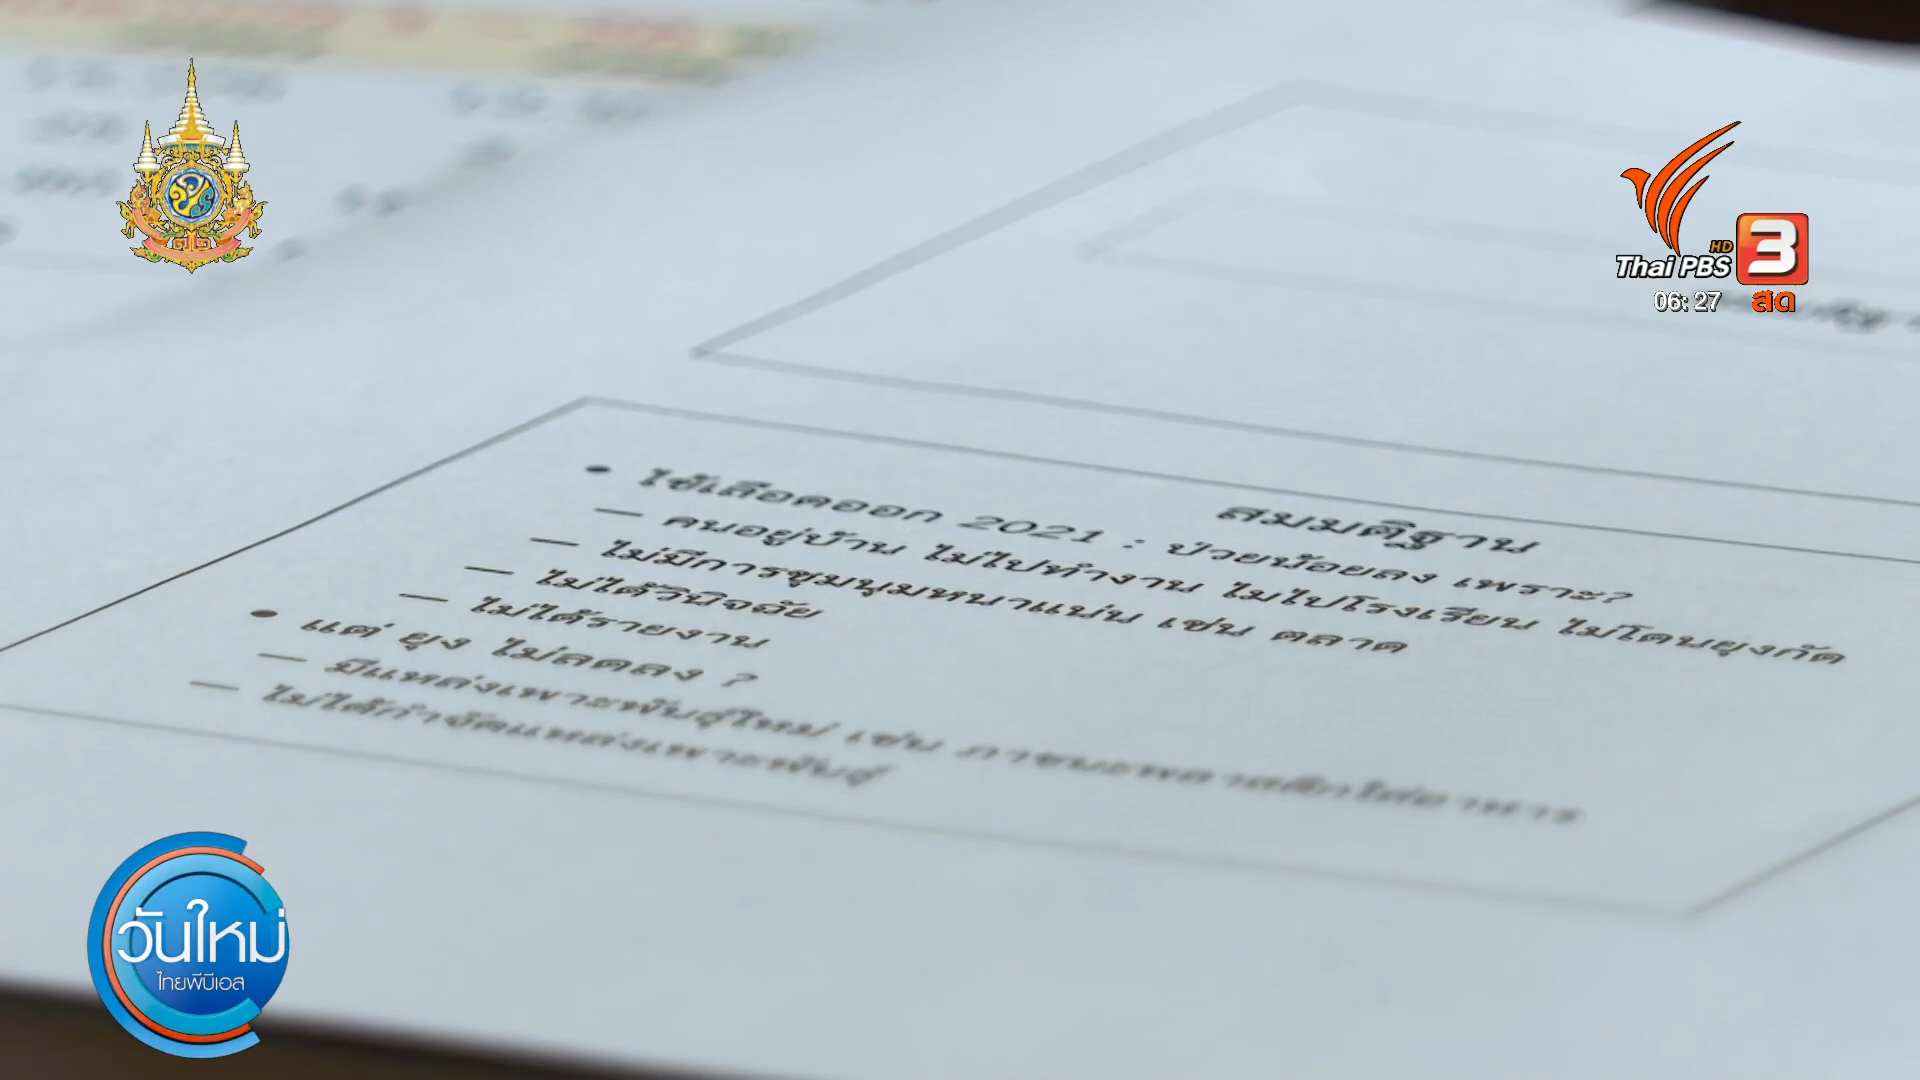 Thai PBS HD 3
06:27 สด
สมมติฐาน
• ไข้เลือดออก 2021 : ป่วยน้อยลง เพราะ?
— คนอยู่บ้าน ไม่ไปทำงาน ไม่ไปโรงเรียน ไม่โดนยุงกัด
— ไม่มีการชุมนุมหนาแน่น เช่น ตลาด
— ไม่ได้วินิจฉัย
— ไม่ได้รายงาน
• แต่ ยุง ไม่ลดลง ?
— มีแหล่งเพาะพันธุ์ใหม่ เช่น ภาชนะพลาสติกใส่อาหาร
— ไม่ได้กำจัดแหล่งเพาะพันธุ์
วันใหม่
ไทยพีบีเอส